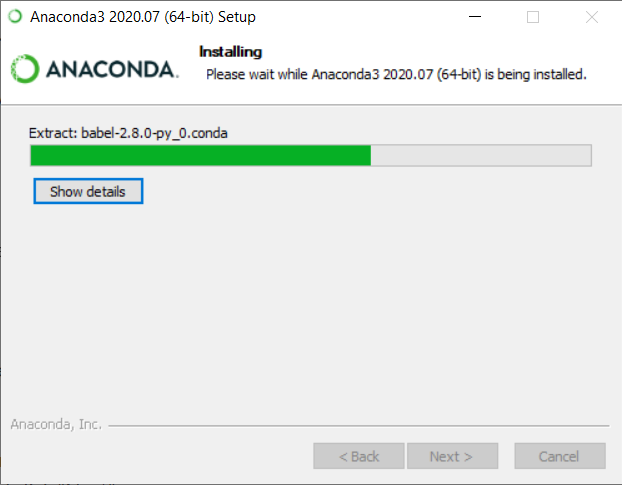 Anaconda3 2020.07 (64-bit) Setup
ANACONDA.
Installing
Please wait while Anaconda3 2020.07 (64-bit) is being installed.
Extract: babel-2.8.0-py_0.conda
Show details
Anaconda, Inc.
< Back
Next >
Cancel